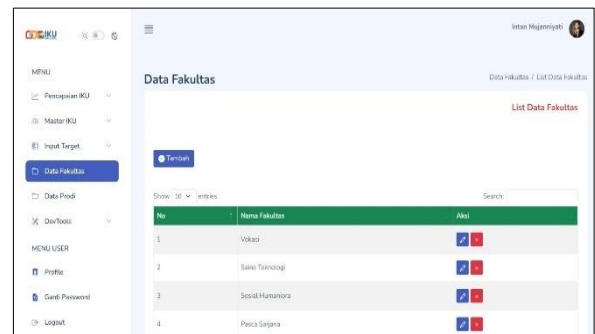 IKU
Intan Mujanniyati
MENU
Pencapaian IKU
Master IKU
Input Target
Data Fakultas
Data Prodi
DevTools
MENU USER
Profile
Ganti Password
Logout
Data Fakultas
Data Fakultas / List Data Fakultas
List Data Fakultas
Tambah
Show 10 entries
Search:
No Nama Fakultas Aksi
1 Vokasi
2 Sains Teknologi
3 Sosial Humaniora
4 Pasca Sarjana